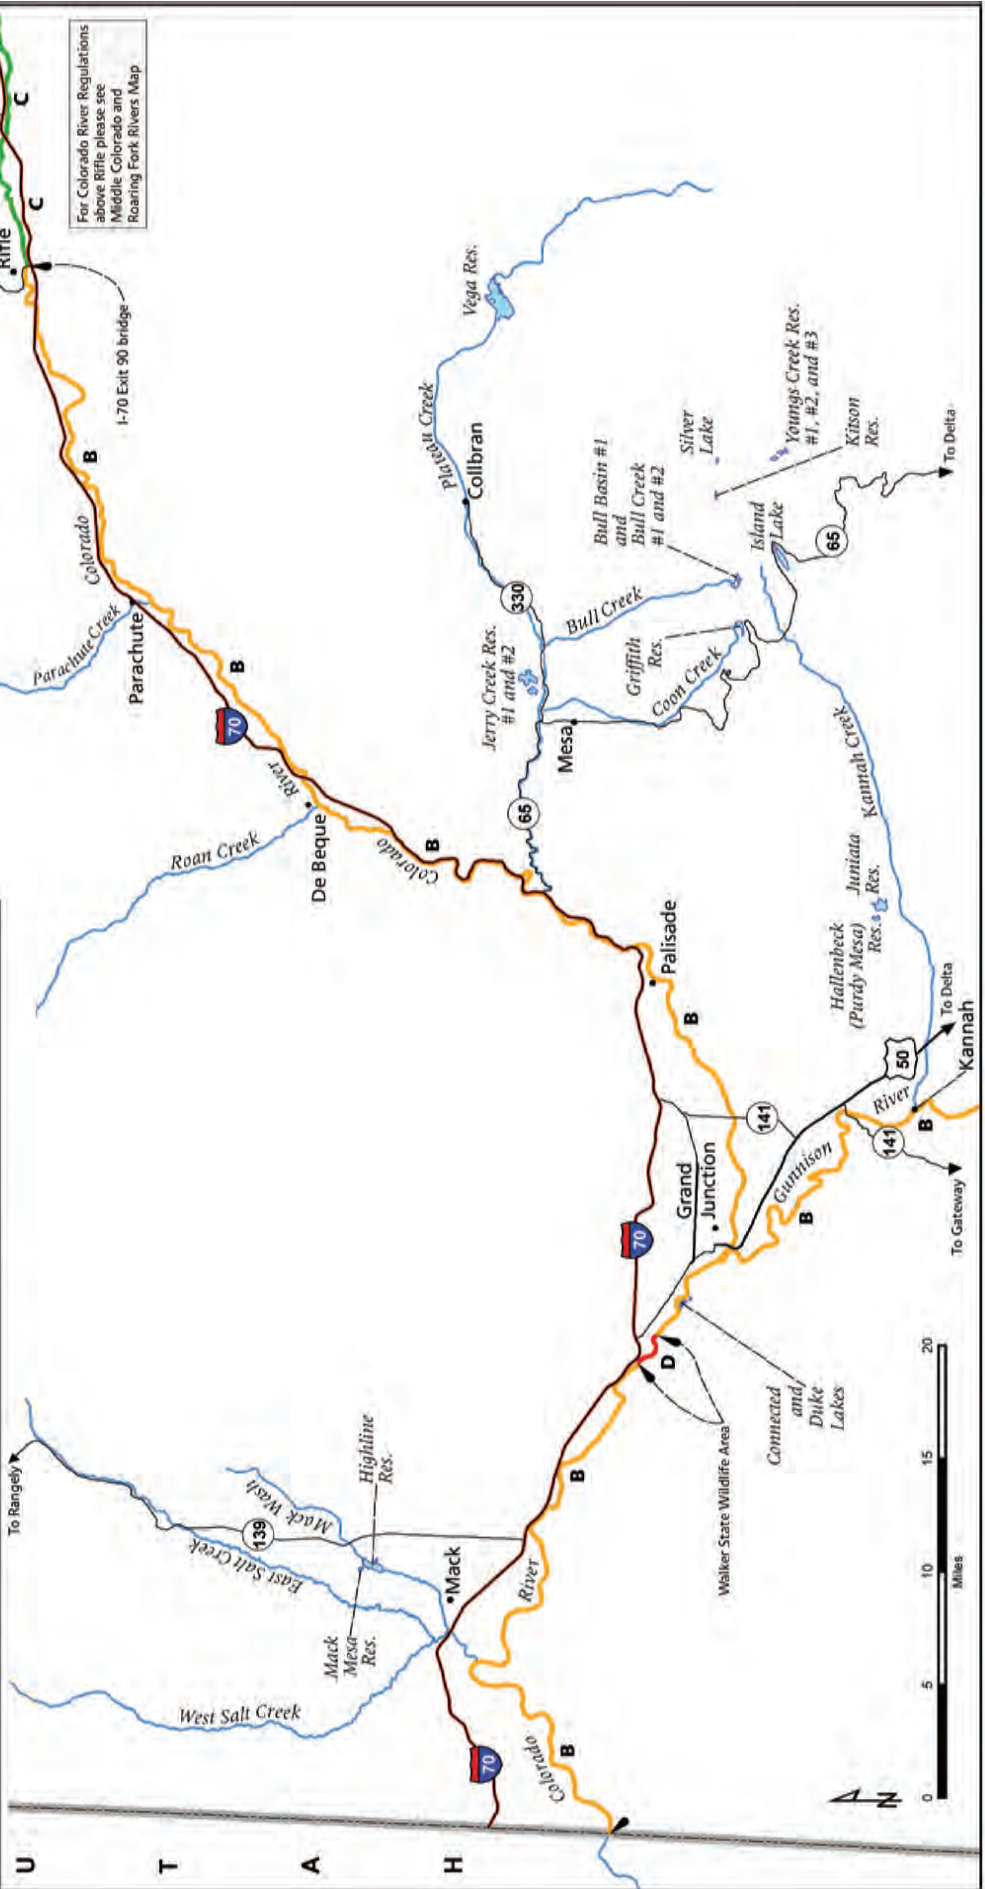 Rifle
C
C
For Colorado River Regulations
above Rifle please see
Middle Colorado and
Roaring Fork Rivers Map
I-70 Exit 90 bridge
B
Colorado
Parachute Creek
Parachute
B
70
River
Roan Creek
De Beque
Colorado
B
Vega Res.
Plateau Creek
Collbran
330
Jerry Creek Res.
#1 and #2
Mesa
65
Bull Creek
Bull Basin #1
and
Bull Creek
#1 and #2
Silver
Lake
Youngs Creek Res.
#1, #2, and #3
Kitson
Res.
Island
Lake
65
To Delta
Griffith
Res.
Coon Creek
Kannah Creek
Juniata
Res.
Hallenbeck
(Purdy Mesa)
Res.
Palisade
B
141
50
To Delta
Kannah
River
B
141
To Gateway
Gunnison
B
Grand
Junction
70
D
Walker State Wildlife Area
Connected
and
Duke
Lakes
To Rangely
139
Mack Wash
East Salt Creek
Highline
Res.
Mack
Mesa
Res.
Mack
West Salt Creek
B
River
70
Colorado
B
U
T
A
H
N
0
5
10
15
20
Miles